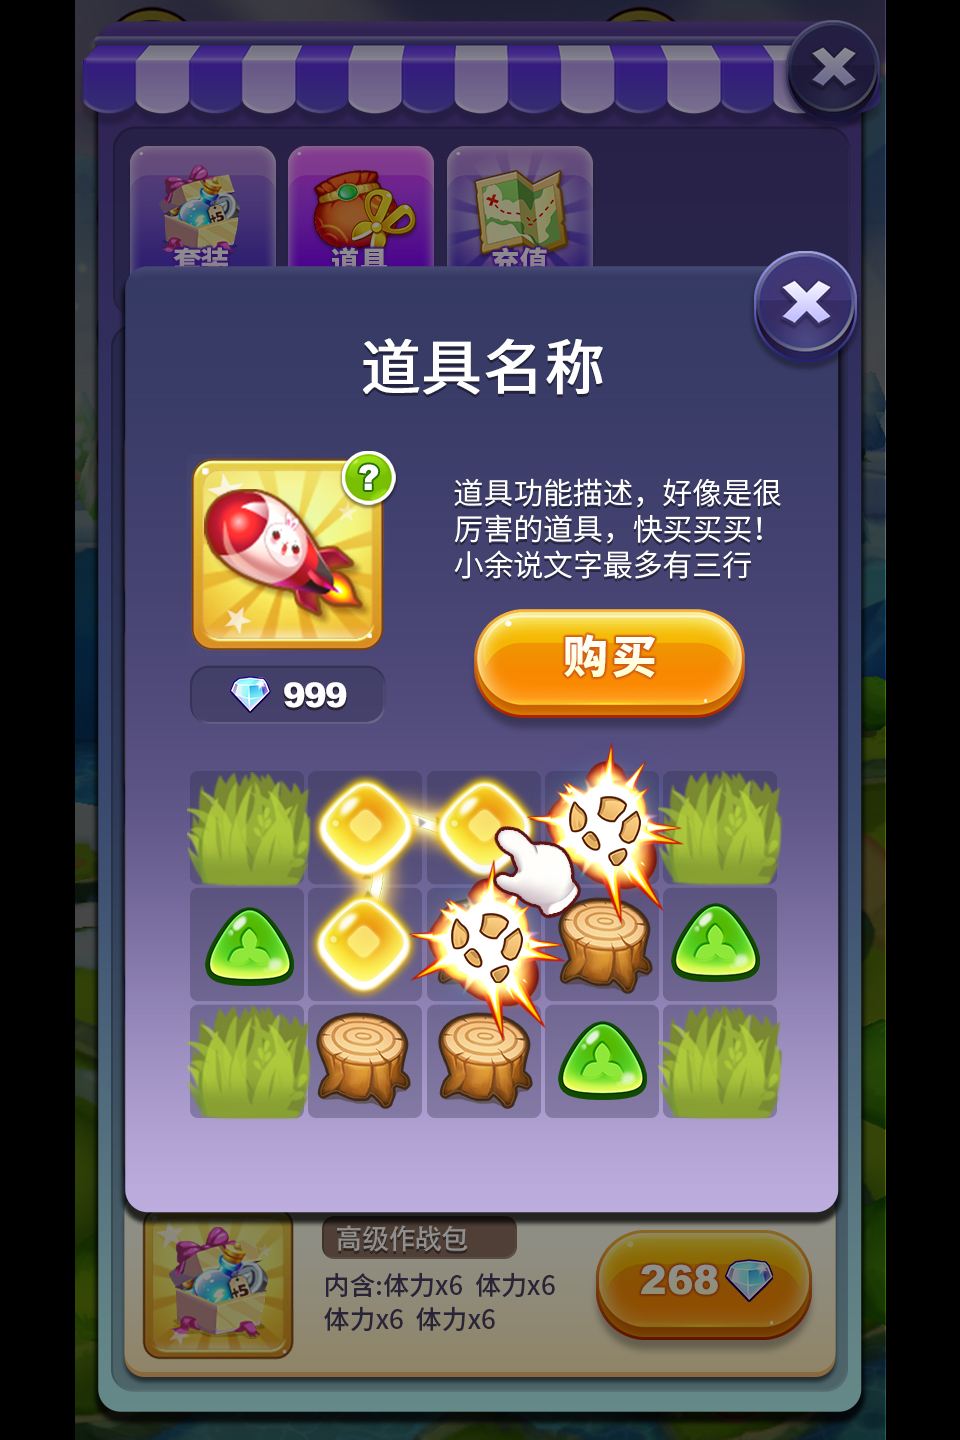 套装 道具 充值
道具名称
道具功能描述，好像是很
厉害的道具，快买买买！
小余说文字最多有三行
?
999
购买
高级作战包
内含:体力x6 体力x6
体力x6 体力x6
+5
268